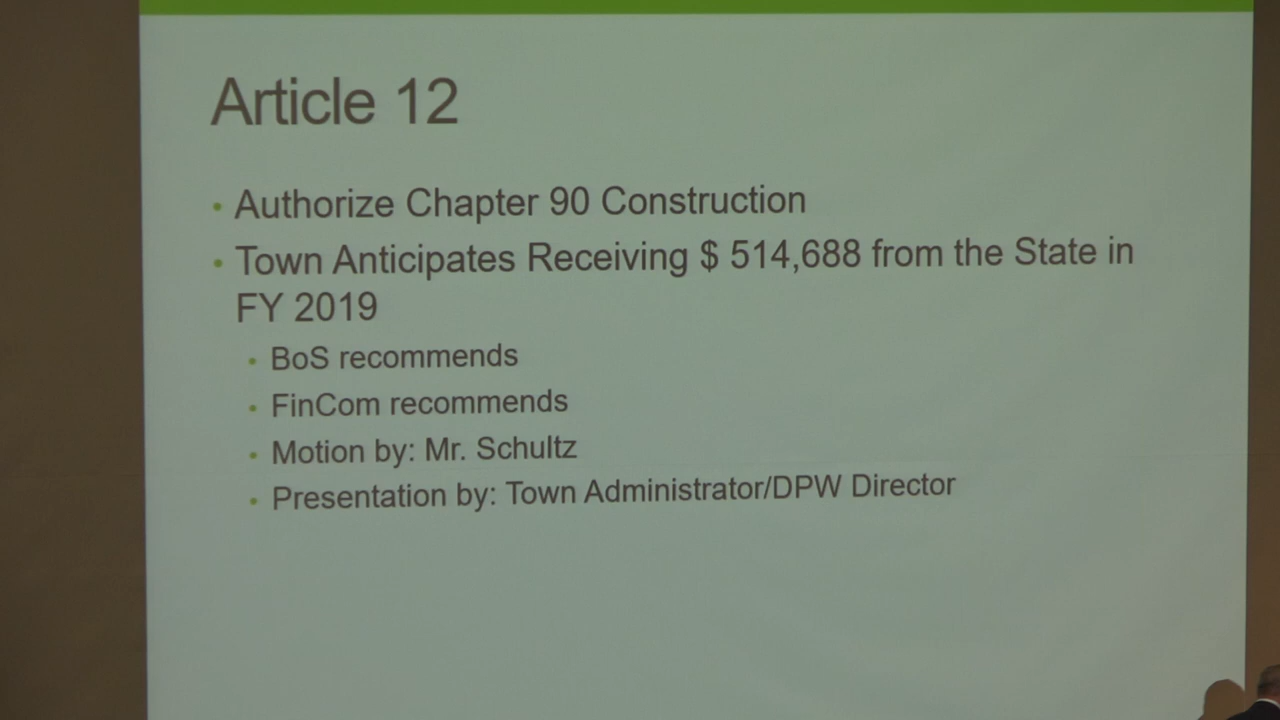 Article 12
• Authorize Chapter 90 Construction
• Town Anticipates Receiving $ 514,688 from the State in
FY 2019
• BoS recommends
• FinCom recommends
• Motion by: Mr. Schultz
• Presentation by: Town Administrator/DPW Director